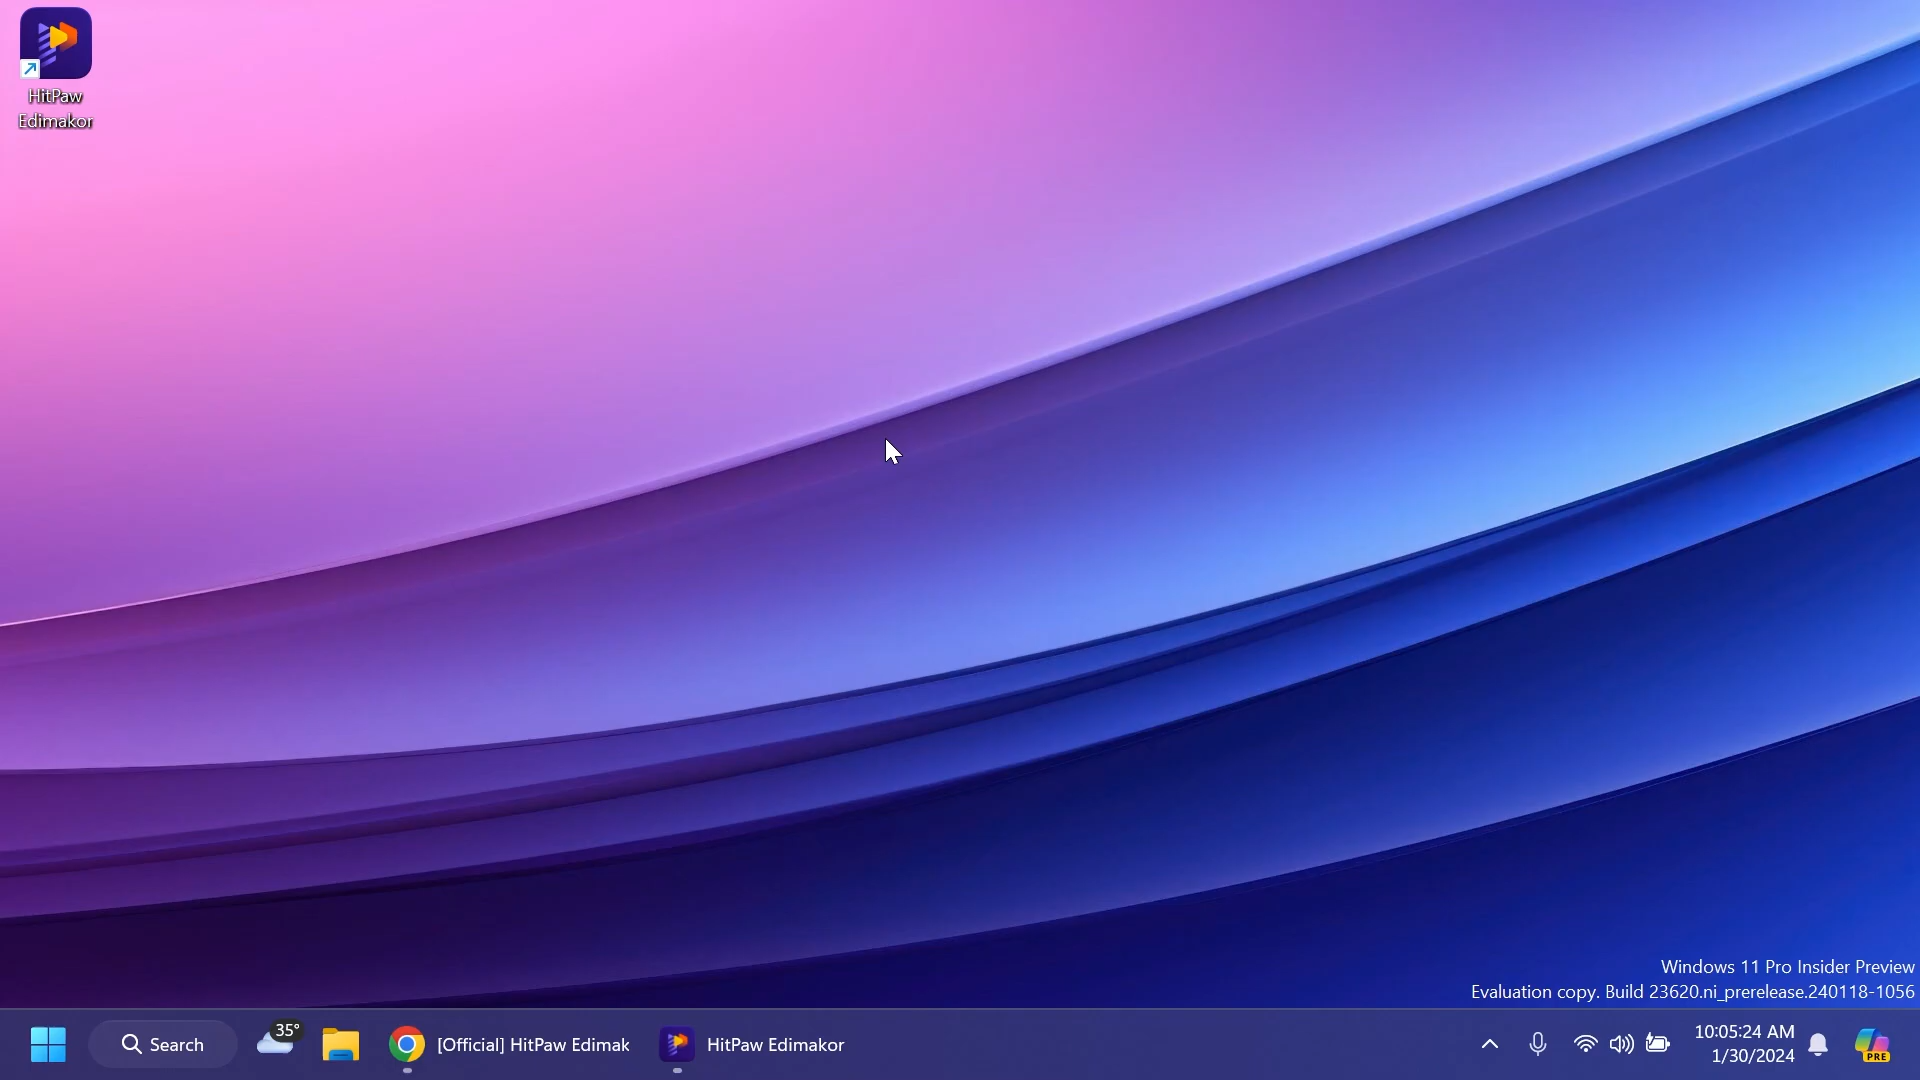 HitPaw
Edimakor
Windows 11 Pro Insider Preview
Evaluation copy. Build 23620.ni_prerelease.240118-1056
Search
35°
[Official] HitPaw Edimak
HitPaw Edimakor
10:05:24 AM
1/30/2024
PRE